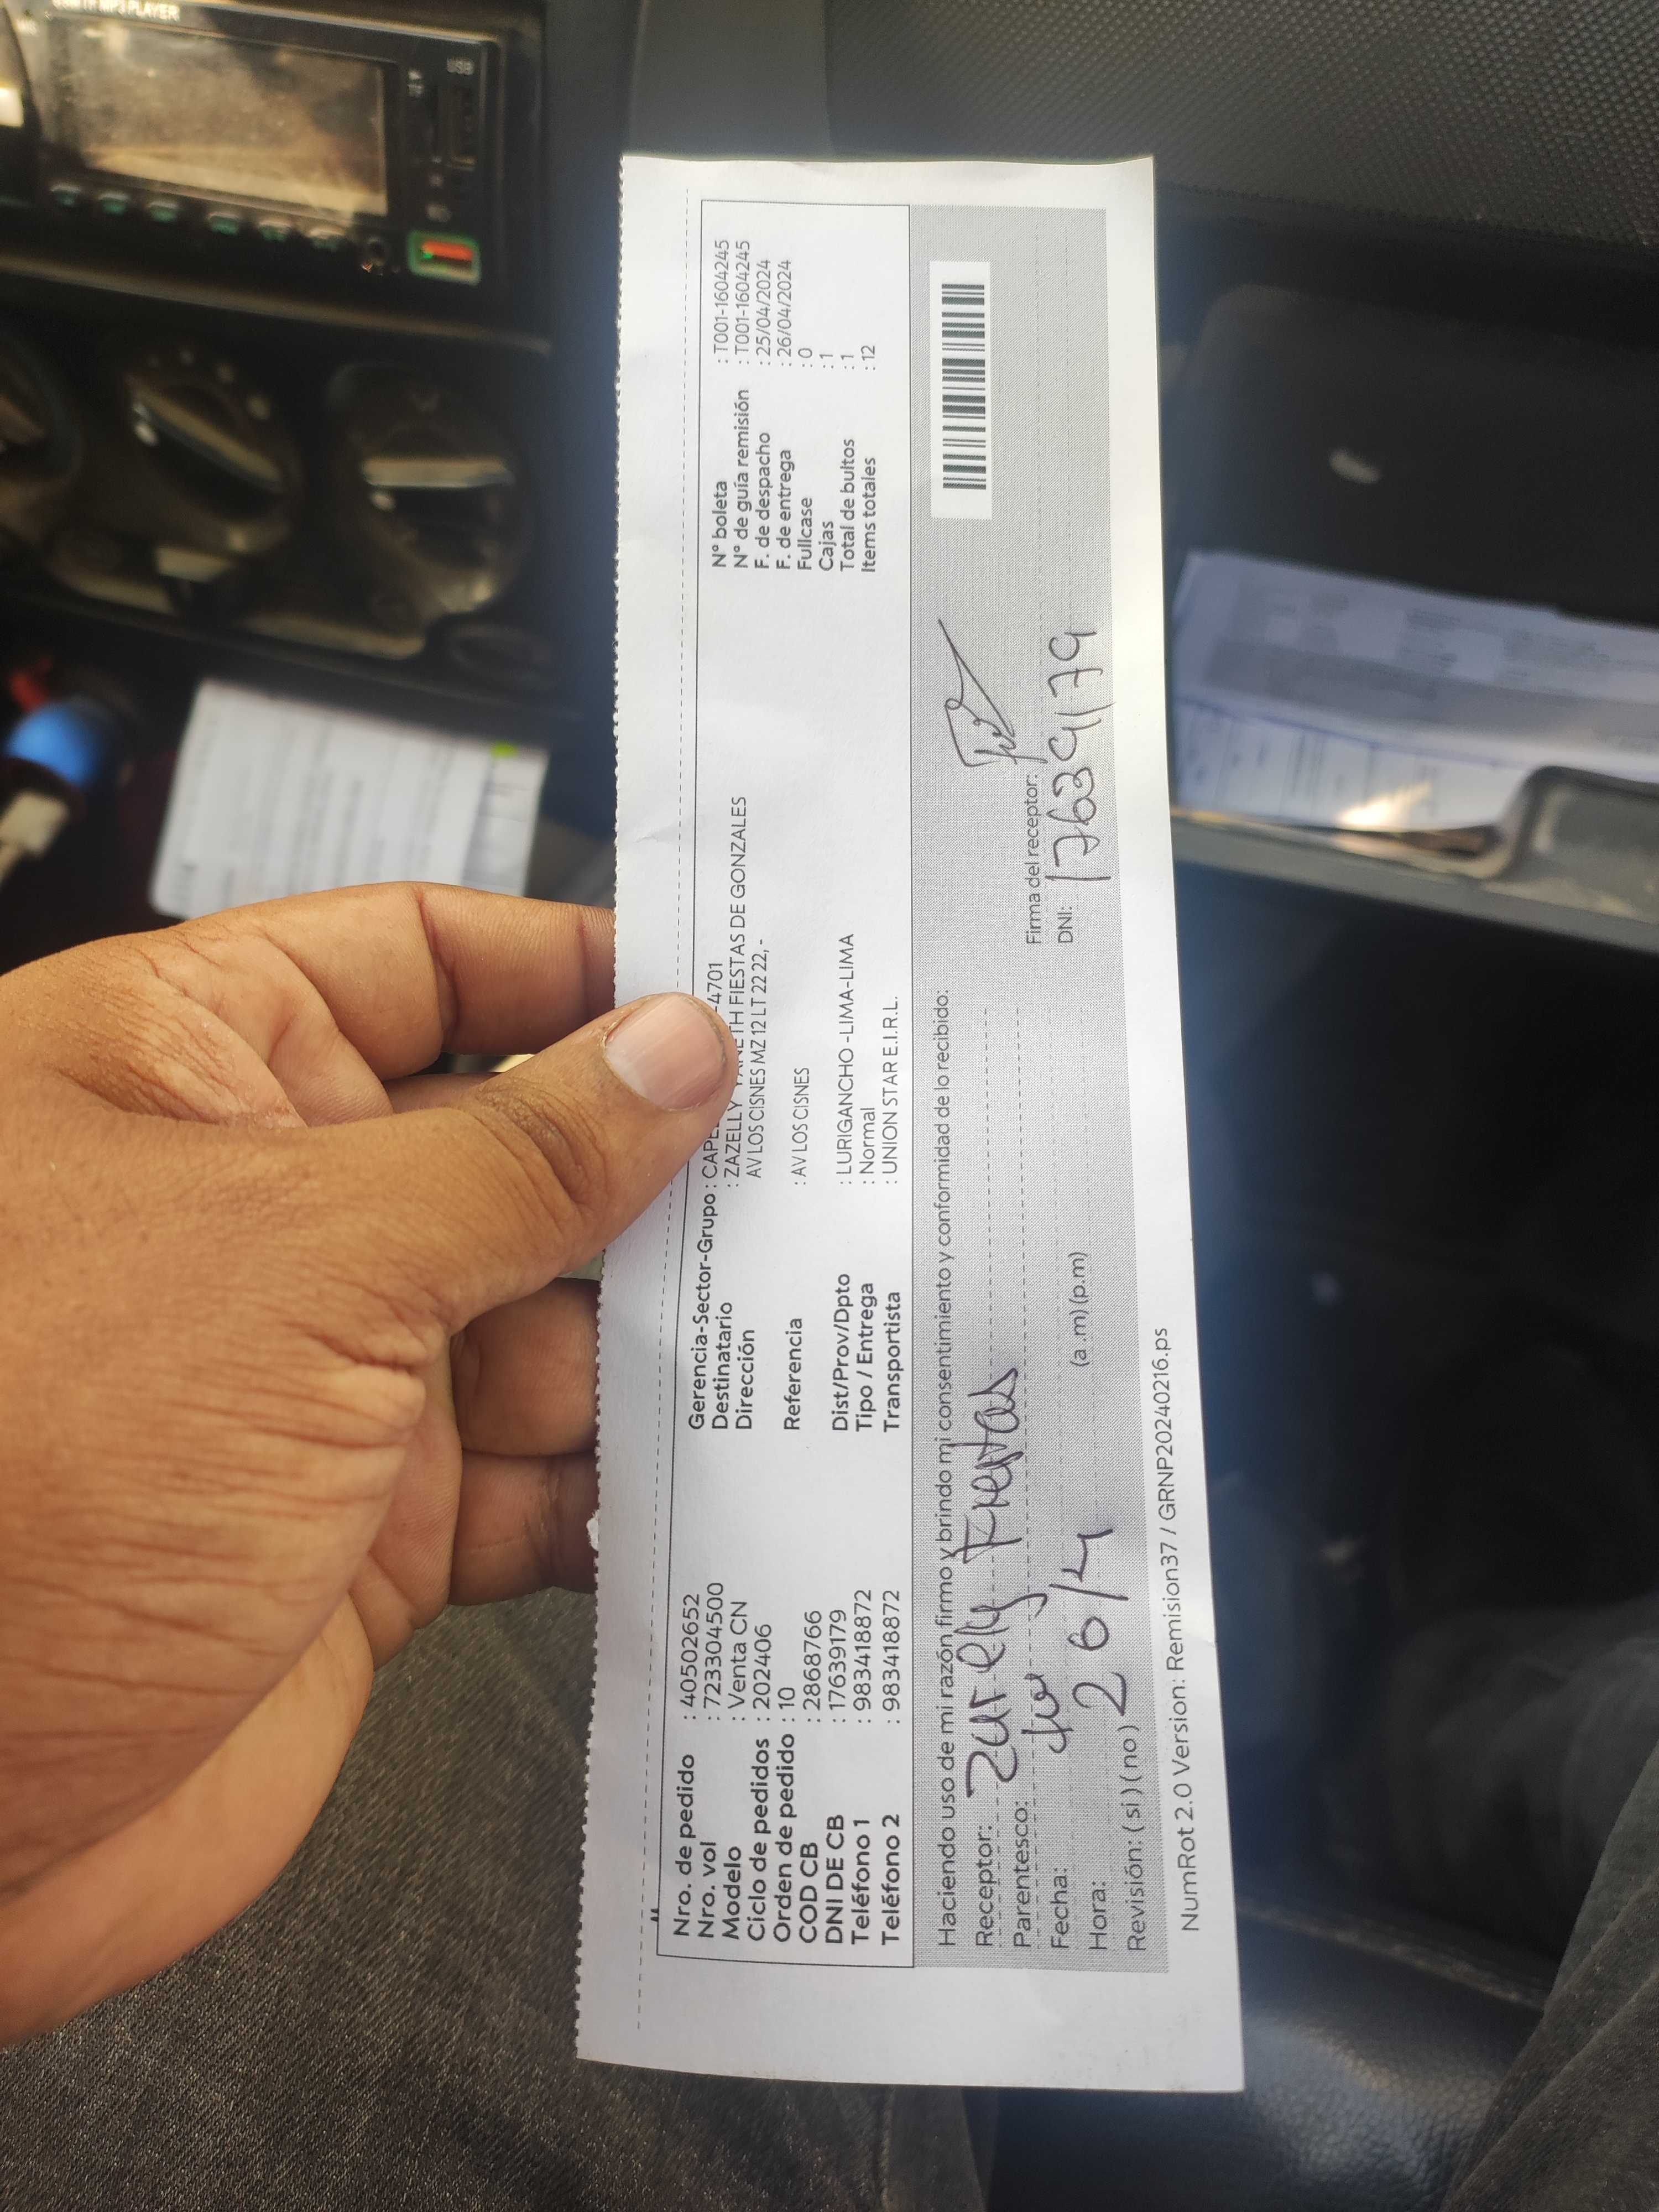 USB
Nro. de pedido : 40502652
Nro. vol : 723304500
Modelo : Venta CN
Ciclo de pedidos : 202406
Orden de pedido : 10
COD CB : 2868766
DNI DE CB : 17639179
Teléfono 1 : 983418872
Teléfono 2 : 983418872
Gerencia-Sector-Grupo : 4701
Destinatario : ZAZELLY FIESTAS DE GONZALES
Dirección AV LOS CISNES MZ 12 LT 22 22, -
Referencia : AV LOS CISNES
Dist/Prov/Dpto : LURIGANCHO -LIMA-LIMA
Tipo / Entrega : Normal
Transportista : UNION STAR E.I.R.L.
N° boleta : T001-1604245
N° de guía remisión : T001-1604245
F. de despacho : 25/04/2024
F. de entrega : 26/04/2024
Fullcase : 0
Cajas : 1
Total de bultos : 1
Items totales : 12
Haciendo uso de mi razón firmo y brindo mi consentimiento y conformidad de lo recibido:
Receptor: Fiestas
Parentesco:
Fecha: 26/4
Hora: (a .m) (p.m)
Revisión: ( si ) ( no )
Firma del receptor:
DNI: 17639179
NumRot 2.0 Version: Remision37 / GRNP20240216.ps